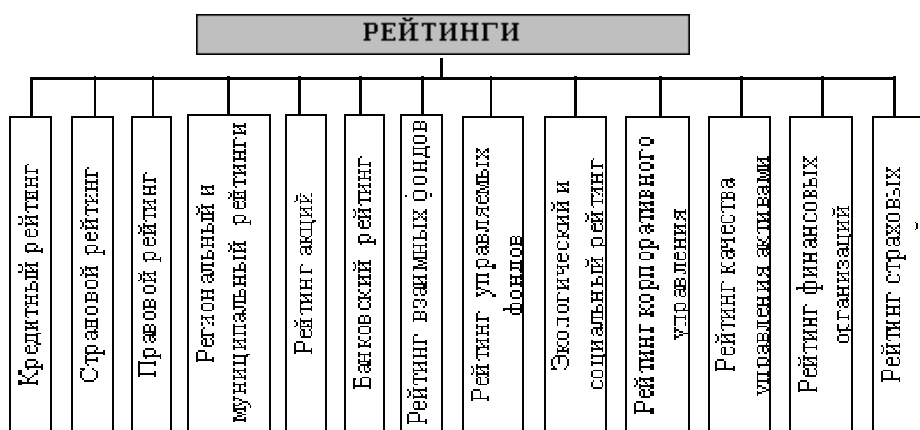 РЕЙТИНГИ
Кредитный рейтинг
Страновой рейтинг
Правовой рейтинг
Региональный и
муниципальный рейтинги
Рейтинг акций
Банковский рейтинг
Рейтинг взаимных фондов
Рейтинг управляемых
фондов
Экологический и
социальный рейтинг
Рейтинг корпоративного
управления
Рейтинг качества
управления активами
Рейтинг финансовых
организаций
Рейтинг страховых